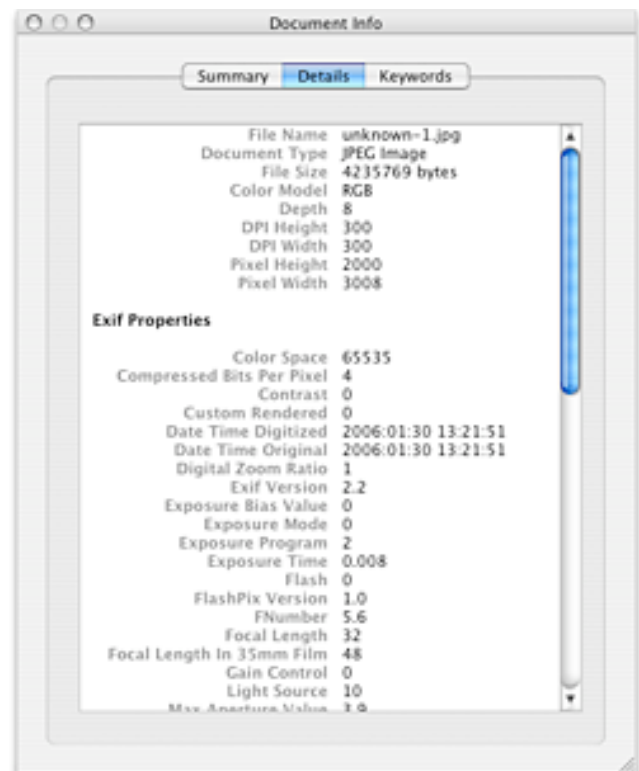 Document Info
Summary Details Keywords
File Name unknown-1.jpg
Document Type JPEG Image
File Size 4235769 bytes
Color Model RGB
Depth 8
DPI Height 300
DPI Width 300
Pixel Height 2000
Pixel Width 3008
Exif Properties
Color Space 65535
Compressed Bits Per Pixel 4
Contrast 0
Custom Rendered 0
Date Time Digitized 2006:01:30 13:21:51
Date Time Original 2006:01:30 13:21:51
Digital Zoom Ratio 1
Exif Version 2.2
Exposure Bias Value 0
Exposure Mode 0
Exposure Program 2
Exposure Time 0.008
Flash 0
FlashPix Version 1.0
FNumber 5.6
Focal Length 32
Focal Length In 35mm Film 48
Gain Control 0
Light Source 10
Max Aperture Value 3.9